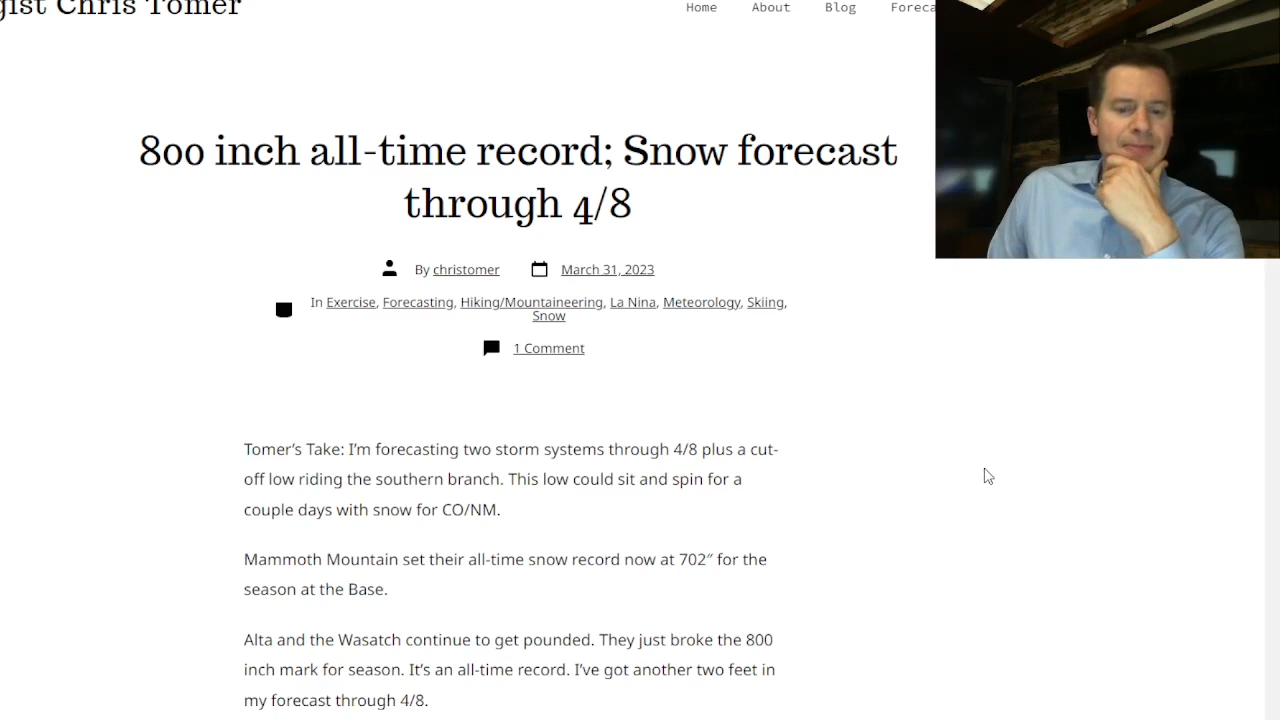 gist Chris Tomer
Home About Blog Foreca
800 inch all-time record; Snow forecast
through 4/8
By christomer March 31, 2023
In Exercise, Forecasting, Hiking/Mountaineering, La Nina, Meteorology, Skiing,
Snow
1 Comment
Tomer’s Take: I’m forecasting two storm systems through 4/8 plus a cut-
off low riding the southern branch. This low could sit and spin for a
couple days with snow for CO/NM.
Mammoth Mountain set their all-time snow record now at 702″ for the
season at the Base.
Alta and the Wasatch continue to get pounded. They just broke the 800
inch mark for season. It’s an all-time record. I’ve got another two feet in
my forecast through 4/8.